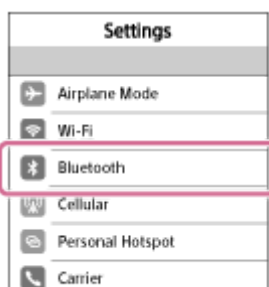 Settings
Airplane Mode
Wi-Fi
Bluetooth
Cellular
Personal Hotspot
Carrier